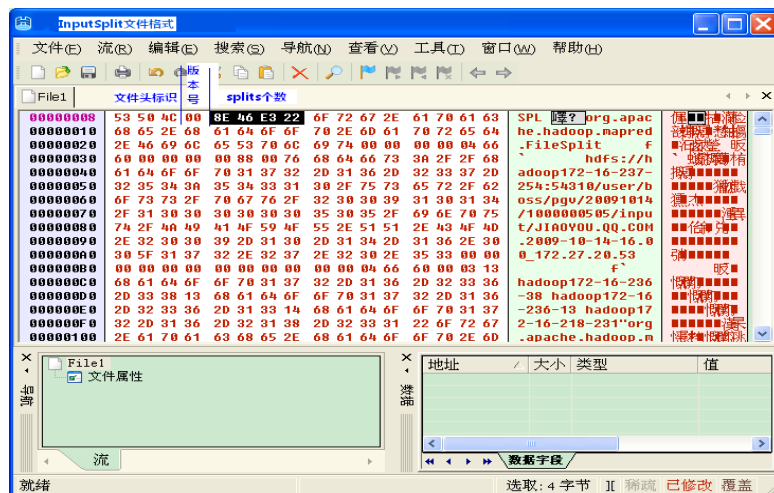 InputSplit文件格式
文件(F) 流(R) 编辑(E) 搜索(S) 导航(N) 查看(V) 工具(T) 窗口(W) 帮助(H)
版本号
File1 文件头标识 splits个数
00000008 53 50 4C 00 8E 46 E3 22 6F 72 67 2E 61 70 61 63 SPL org.apac
00000010 68 65 2E 68 61 64 6F 6F 70 2E 6D 61 70 72 65 64 he.hadoop.mapred
00000020 2E 46 69 6C 65 53 70 6C 69 74 00 00 00 00 04 66 .FileSplit f
00000030 60 00 00 00 00 88 00 76 68 64 66 73 3A 2F 2F 68 ` hdfs://h
00000040 61 64 6F 6F 70 31 37 2D 2D 31 36 2D 32 33 37 2D adoop172-16-237-
00000050 32 35 34 3A 35 34 33 31 30 2F 75 73 65 72 2F 62 254:54310/user/b
00000060 6F 73 73 2F 70 67 76 2F 32 30 30 39 31 30 31 34 oss/pgv/20091014
00000070 2F 31 30 30 30 30 30 30 35 30 35 2F 69 6E 70 75 /1000000505/inpu
00000080 74 2F 4A 49 41 4F 59 4F 55 2E 51 51 2E 43 4F 4D t/JIAOYOU.QQ.COM
00000090 2E 32 30 30 39 2D 31 30 2D 31 34 2D 31 36 2E 30 .2009-10-14-16.0
000000A0 30 5F 31 37 32 2E 32 37 2E 32 30 2E 35 33 00 00 0_172.27.20.53
000000B0 00 00 00 00 00 00 00 00 00 00 04 66 60 00 03 13 f`
000000C0 68 61 64 6F 6F 70 31 37 32 2D 31 36 2D 32 33 36 hadoop172-16-236
000000D0 2D 33 38 13 68 61 64 6F 6F 70 31 37 32 2D 31 36 -38 hadoop172-16
000000E0 2D 32 33 36 2D 31 33 14 68 61 64 6F 6F 70 31 37 -236-13 hadoop17
000000F0 32 2D 31 36 2D 32 31 38 2D 32 33 31 22 6F 72 67 2-16-218-231"org
00000100 2E 61 70 61 63 68 65 2E 68 61 64 6F 6F 70 2E 6D .apache.hadoop.m
File1
文件属性
导航
流
数据
地址 大小 类型 值
数据字段
就绪 选取: 4 字节 稀疏 已修改 覆盖